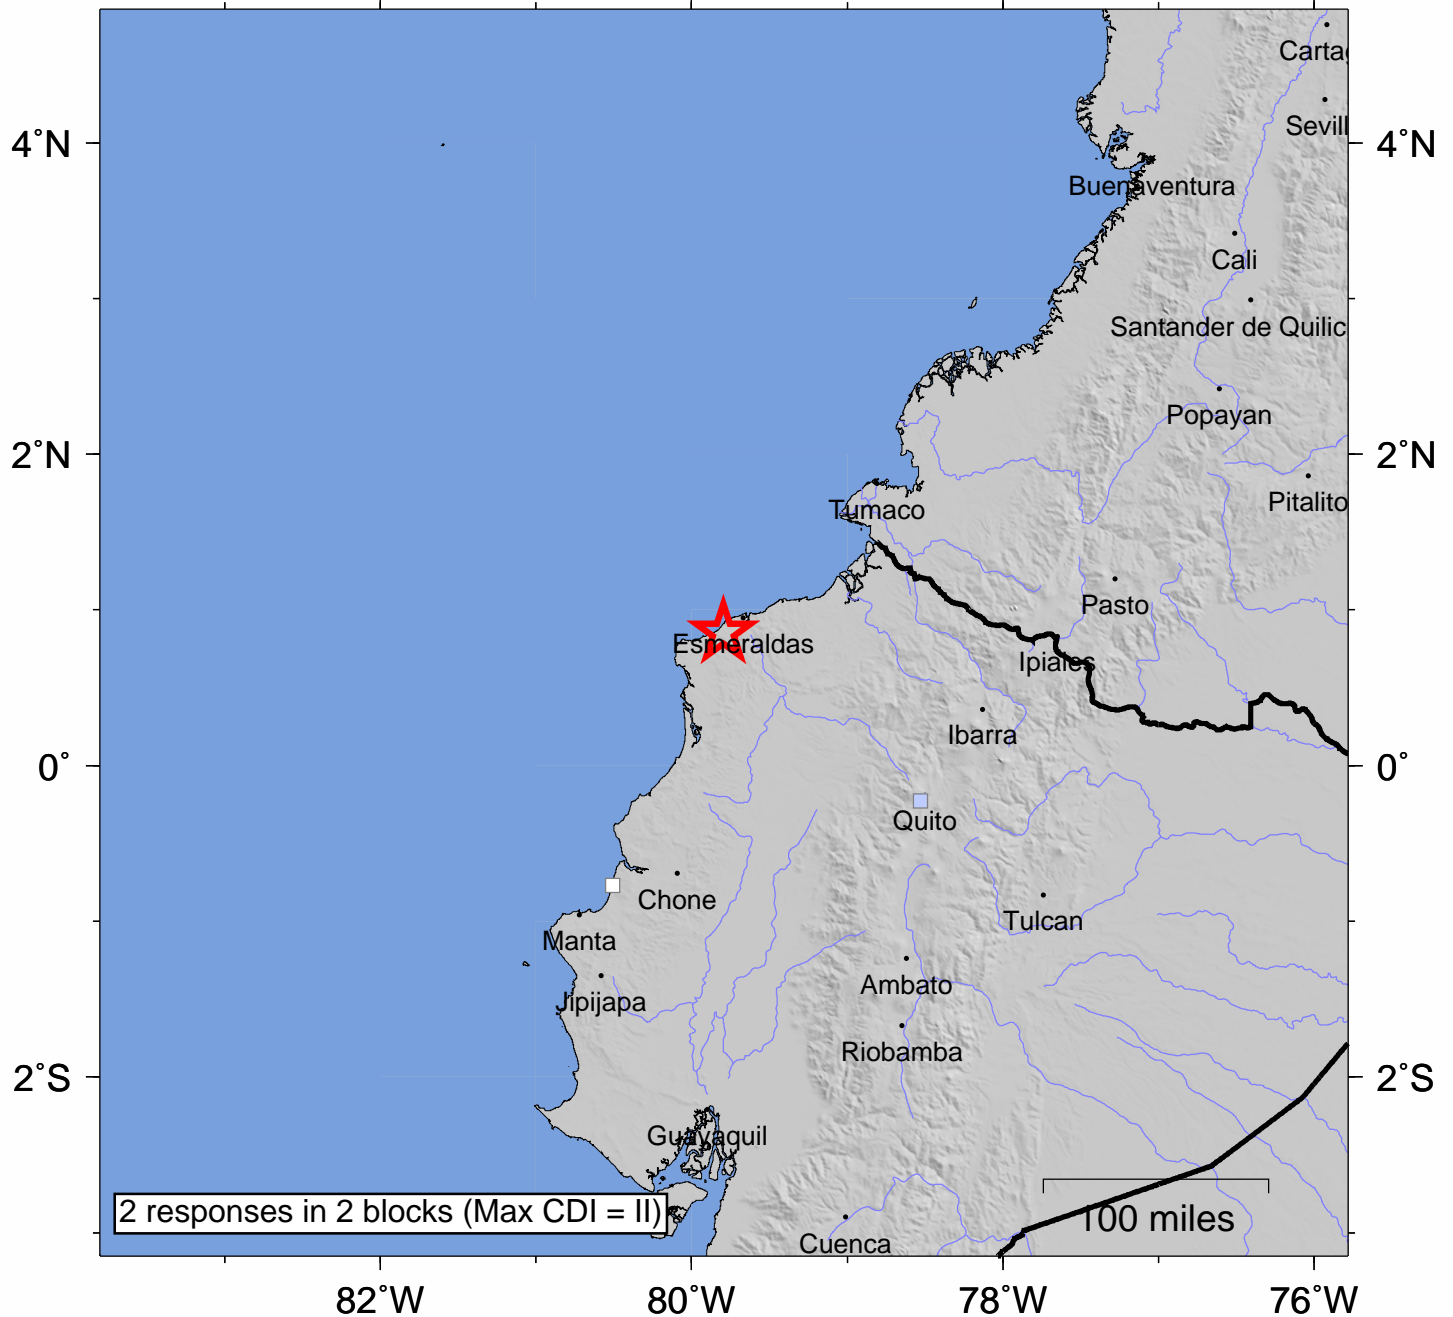 Carta
Sevill
4°N
4°N
Buenaventura
Cali
Santander de Quilic
Popayan
2°N
2°N
Pitalito
Tumaco
Pasto
Esmeraldas
Ipiales
Ibarra
0°
0°
Quito
Chone
Tulcan
Manta
Ambato
Jipijapa
Riobamba
2°S
2°S
Guayaquil
2 responses in 2 blocks (Max CDI = II)
100 miles
Cuenca
82°W
80°W
78°W
76°W